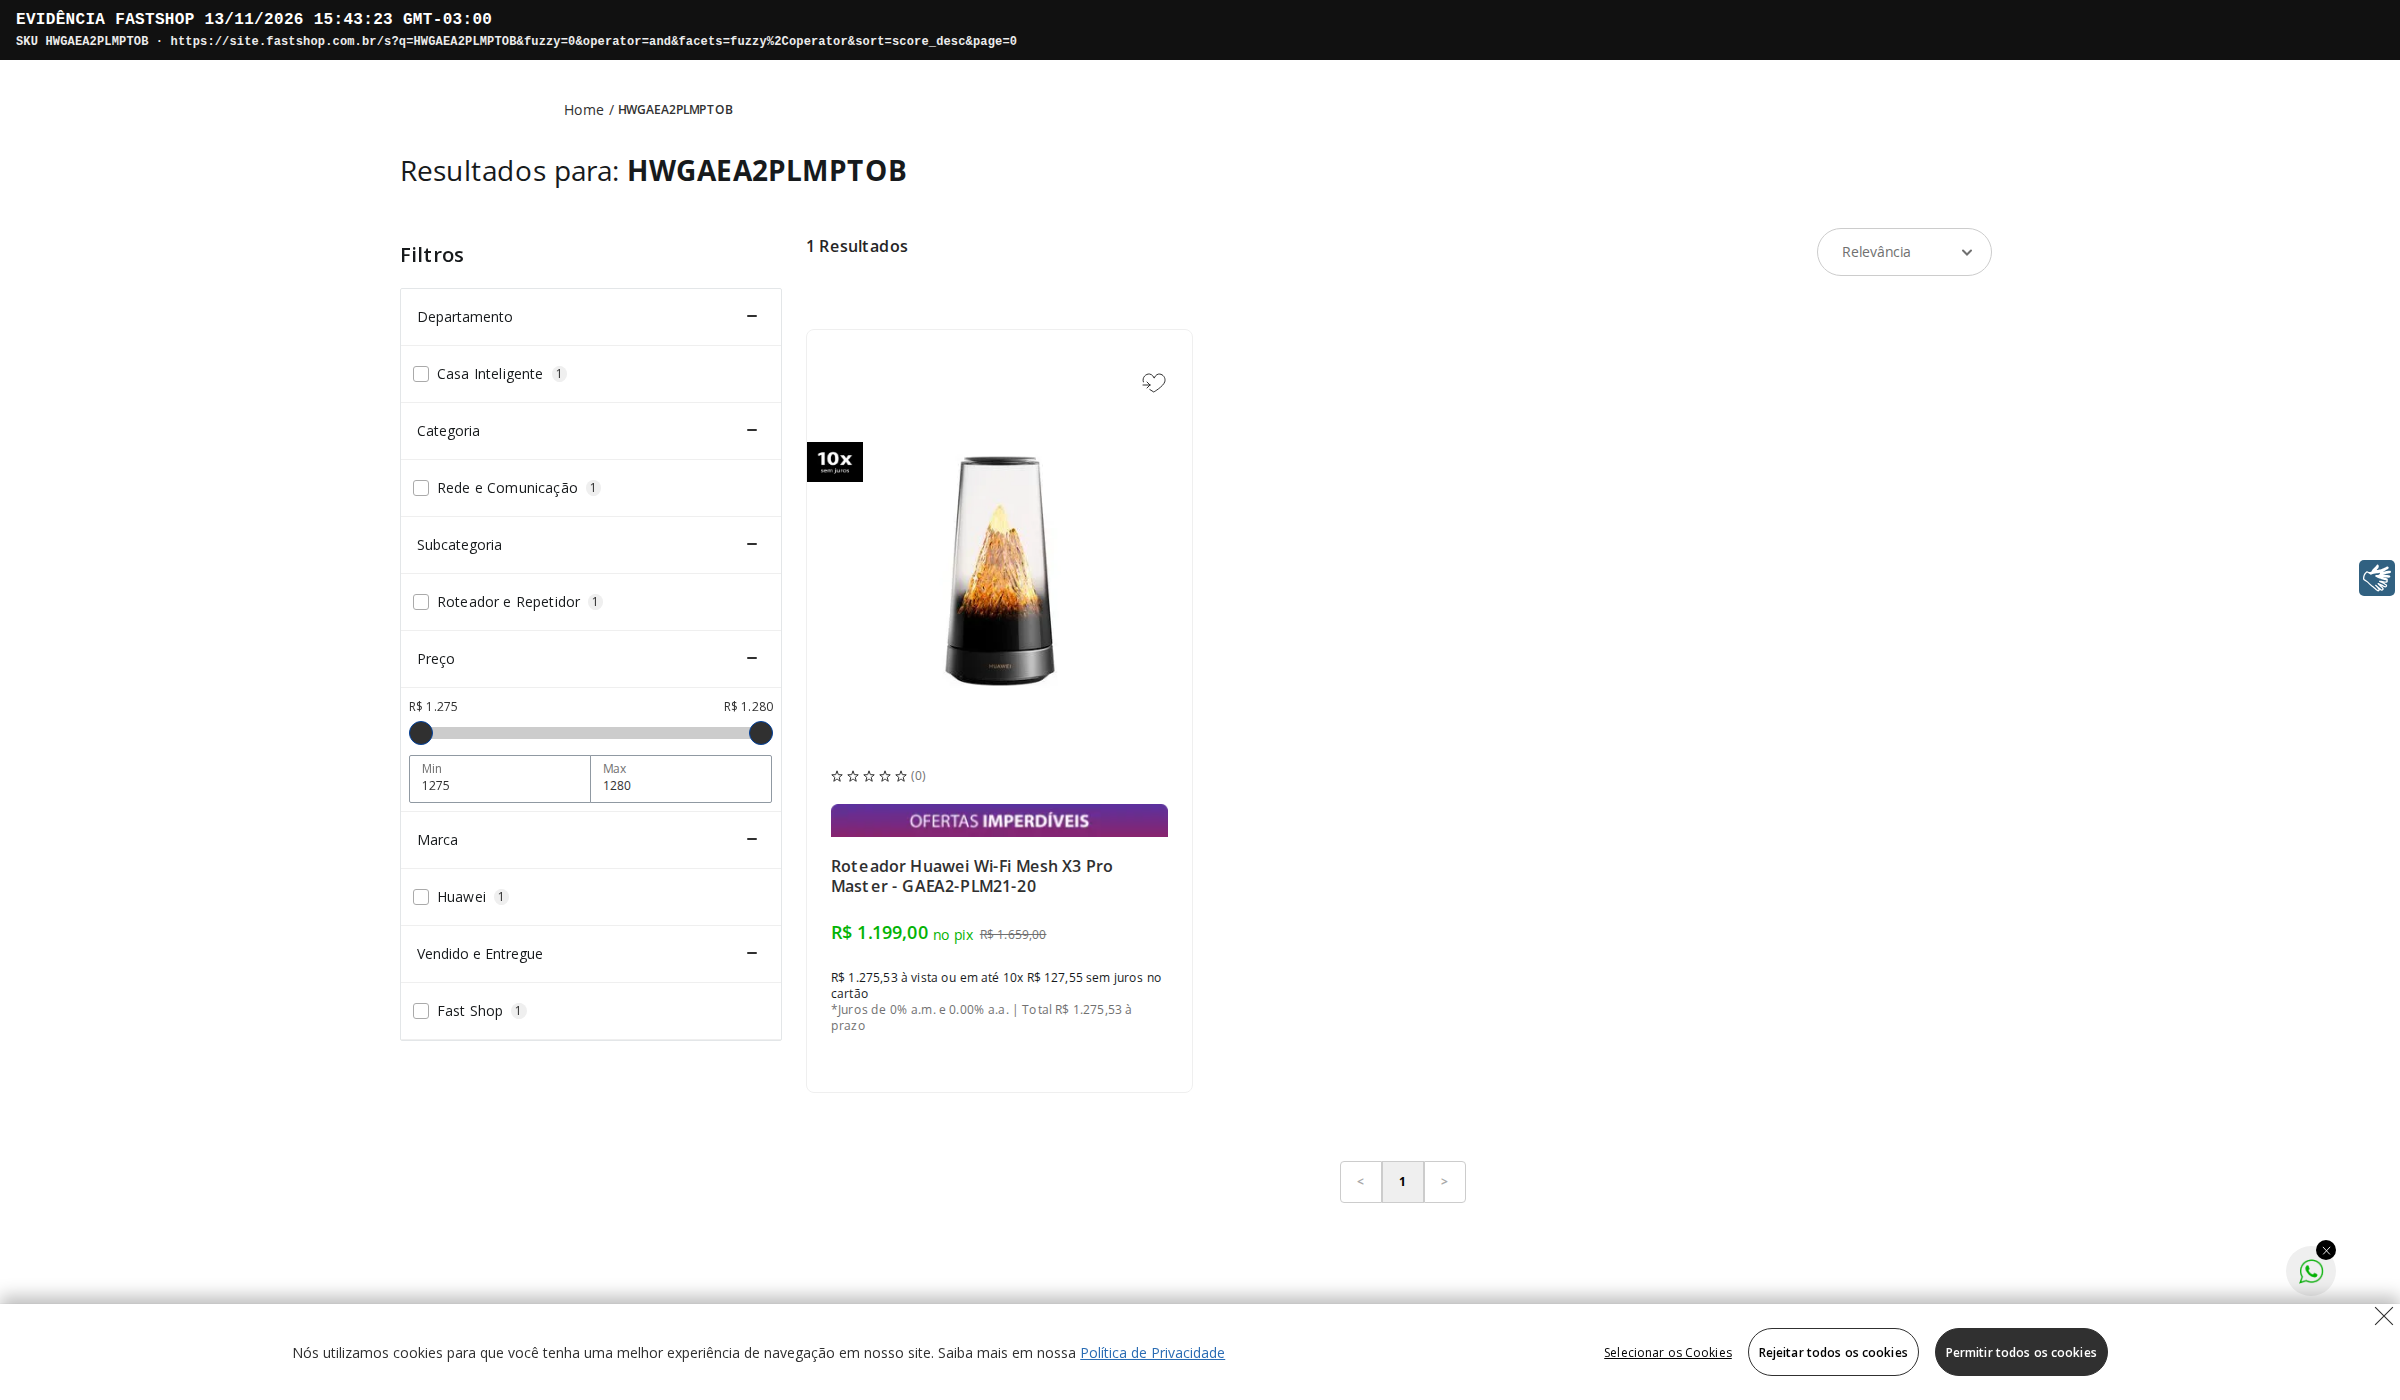 EVIDÊNCIA FASTSHOP 13/11/2026 15:43:23 GMT-03:00
SKU HWGAEA2PLMPTOB · https://site.fastshop.com.br/s?q=HWGAEA2PLMPTOB&fuzzy=0&operator=and&facets=fuzzy%2Coperator&sort=score_desc&page=0
Home / HWGAEA2PLMPTOB
Resultados para: HWGAEA2PLMPTOB
Filtros
Departamento
Casa Inteligente 1
Categoria
Rede e Comunicação 1
Subcategoria
Roteador e Repetidor 1
Preço
R$ 1.275 R$ 1.280
Min Max
1275 1280
Marca
Huawei 1
Vendido e Entregue
Fast Shop 1
1 Resultados
Relevância
10x
sem juros
HUAWEI
(0)
OFERTAS IMPERDÍVEIS
Roteador Huawei Wi-Fi Mesh X3 Pro
Master - GAEA2-PLM21-20
R$ 1.199,00 no pix R$ 1.659,00
R$ 1.275,53 à vista ou em até 10x R$ 127,55 sem juros no
cartão
*Juros de 0% a.m. e 0.00% a.a. | Total R$ 1.275,53 à
prazo
< 1 >
Nós utilizamos cookies para que você tenha uma melhor experiência de navegação em nosso site. Saiba mais em nossa Política de Privacidade
Selecionar os Cookies
Rejeitar todos os cookies
Permitir todos os cookies